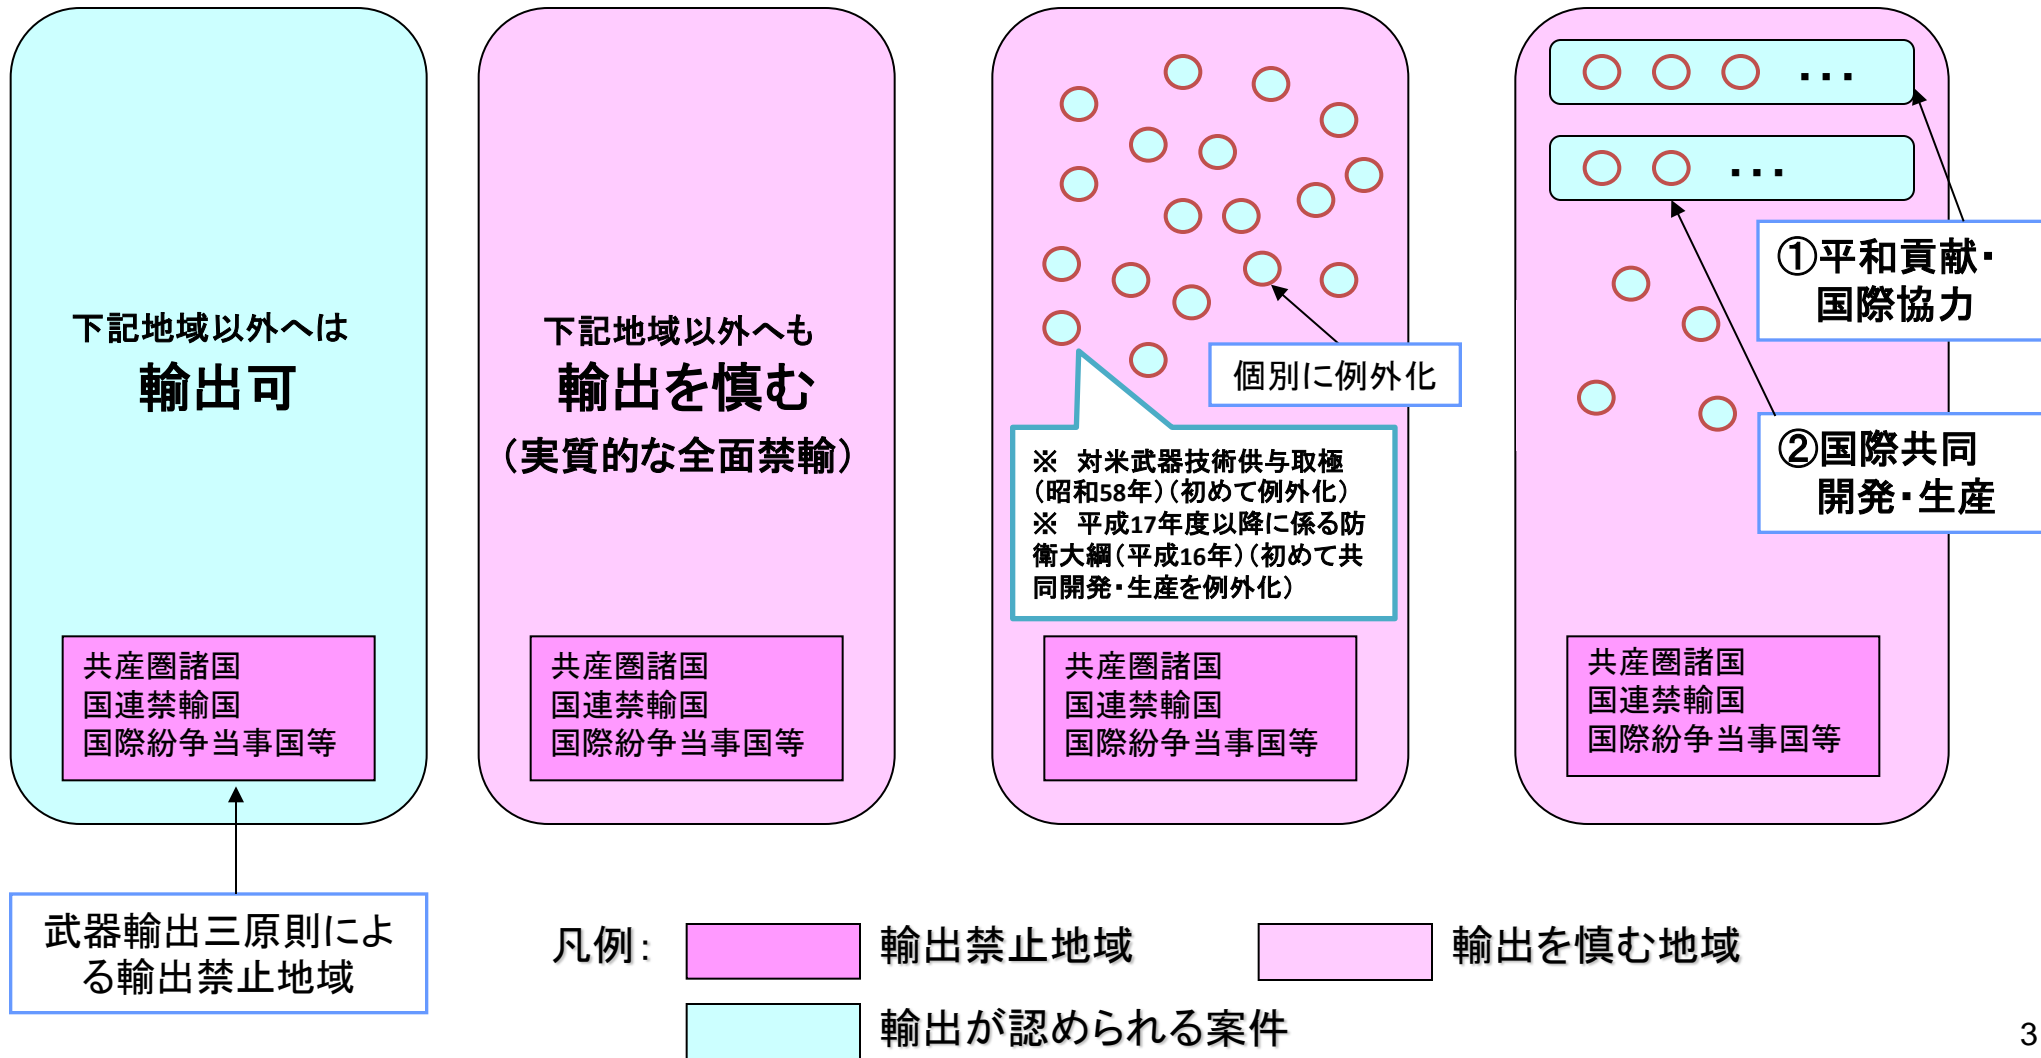 下記地域以外へは
輸出可
共産圏諸国
国連禁輸国
国際紛争当事国等
武器輸出三原則によ
る輸出禁止地域
下記地域以外へも
輸出を慎む
（実質的な全面禁輸）
共産圏諸国
国連禁輸国
国際紛争当事国等
個別に例外化
※　対米武器技術供与取極
（昭和58年）（初めて例外化）
※　平成17年度以降に係る防
衛大綱（平成16年）（初めて共
同開発・生産を例外化）
共産圏諸国
国連禁輸国
国際紛争当事国等
・・・
・・・
①平和貢献・
国際協力
②国際共同
開発・生産
共産圏諸国
国連禁輸国
国際紛争当事国等
凡例：
輸出禁止地域
輸出を慎む地域
輸出が認められる案件
3